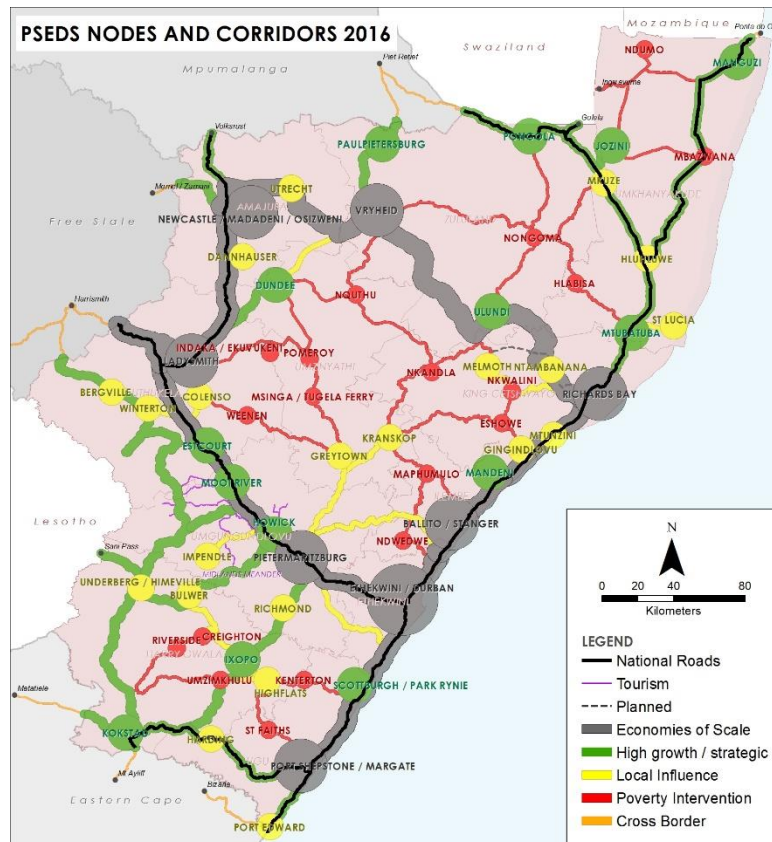 PSEDS NODES AND CORRIDORS 2016
Mozambique
Swaziland
Mpumalanga
Piet Retief
NDUMO
MANGUZI
Volksrust
PAULPIETERSBURG
PONGOLA
Golela
JOZINI
MBAZWANA
UTRECHT
MKUZE
AMAJUBA
NEWCASTLE / MADADENI / OSIZWENI
VRYHEID
Free State
DANNHAUSER
NONGOMA
HLUHLUWE
DUNDEE
NQUTHU
HLABISA
Harrismith
ULUNDI
ST LUCIA
MTUBATUBA
INDAKA / EKUVUKENI
LADYSMITH
POMEROY
MELMOTH
NTAMBANANA
NKANDLA
NKWALINI
BERGVILLE
COLENSO
MSINGA / TUGELA FERRY
RICHARDS BAY
WINTERTON
WEENEN
ESHOWE
MTUNZINI
ESTCOURT
KRANSKOP
GINGINDLOVU
GREYTOWN
MOOI RIVER
MAPHUMULO
MANDENI
Lesotho
HOWICK
BALLITO / STANGER
Sani Pass
IMPENDLE
PIETERMARITZBURG
NDWEDWE
MIDLANDS MEANDER
UNDERBERG / HIMEVILLE
BULWER
ETHEKWINI / DURBAN
ETHEKWINI
RICHMOND
RIVERSIDE
CREIGHTON
IXOPO
UMZIMKHULU
KENTERTON
SCOTTBURGH / PARK RYNIE
HIGHFLATS
Matatiele
KOKSTAD
HARDING
ST FAITHS
PORT SHEPSTONE / MARGATE
Mt Ayliff
Bizana
Eastern Cape
PORT EDWARD
N
0 20 40 80
Kilometers
LEGEND
National Roads
Tourism
Planned
Economies of Scale
High growth / strategic
Local Influence
Poverty Intervention
Cross Border